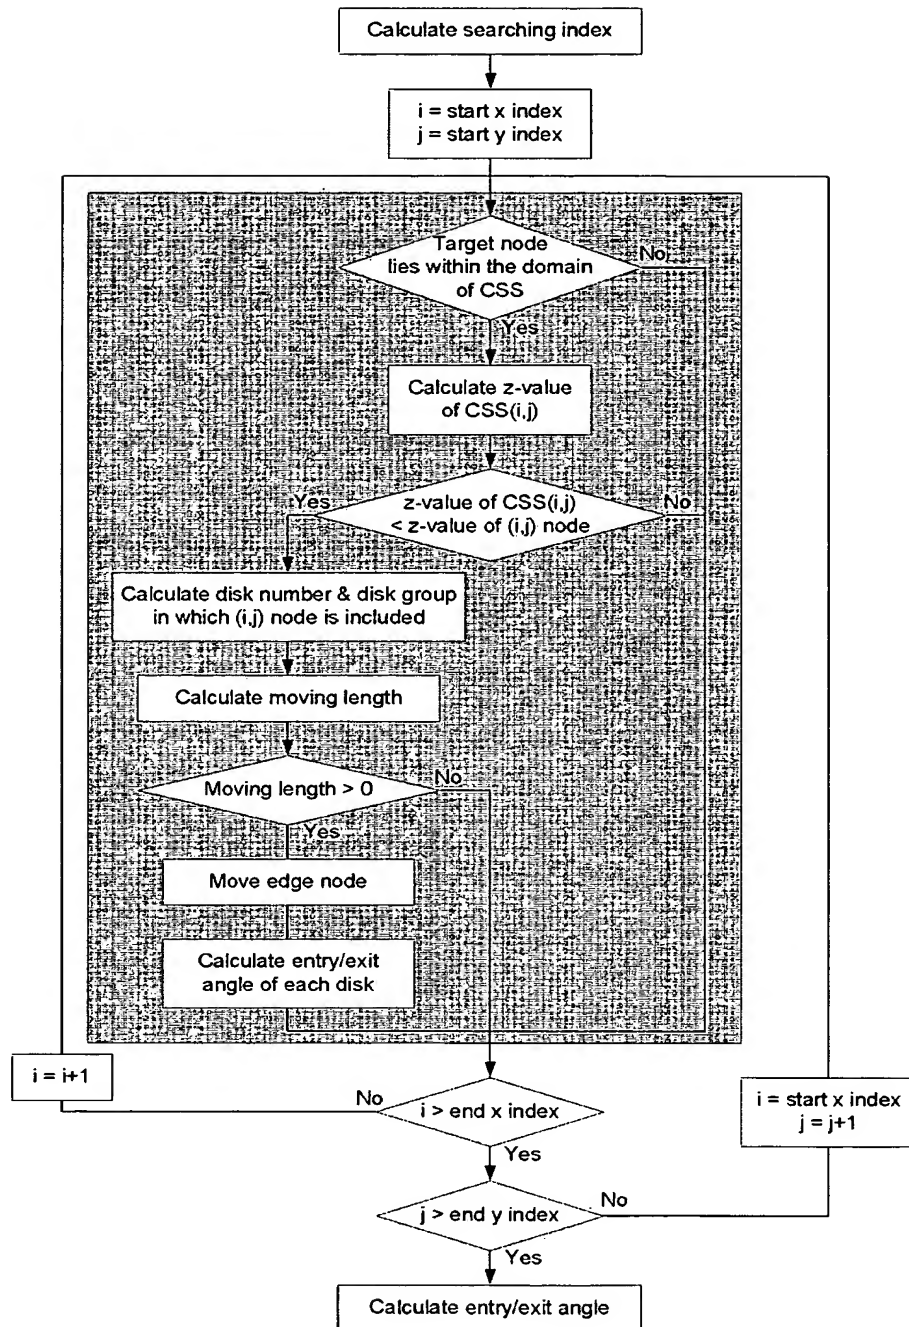 Calculate searching index
i = start x index
j = start y index
Target node
lies within the domain
of CSS
No
Yes
Calculate z-value
of CSS(i,j)
Yes
z-value of CSS(i,j)
< z-value of (i,j) node
No
Calculate disk number & disk group
in which (i,j) node is included
Calculate moving length
Moving length > 0
No
Yes
Move edge node
Calculate entry/exit
angle of each disk
i = i+1
No
i > end x index
i = start x index
j = j+1
Yes
j > end y index
No
Yes
Calculate entry/exit angle